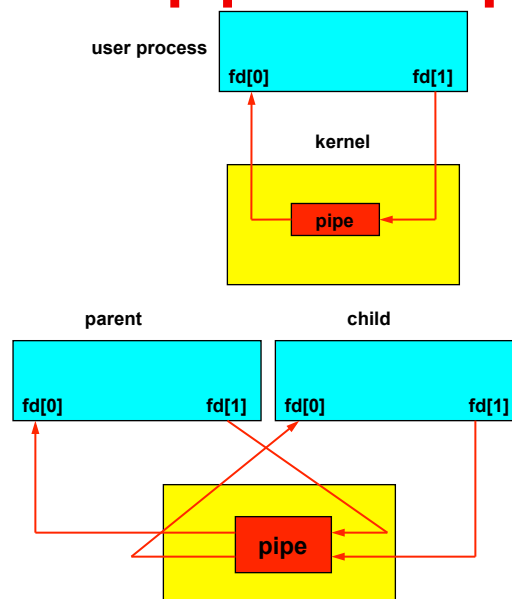 user process
fd[0] fd[1]
kernel
pipe
parent child
fd[0] fd[1] fd[0] fd[1]
pipe